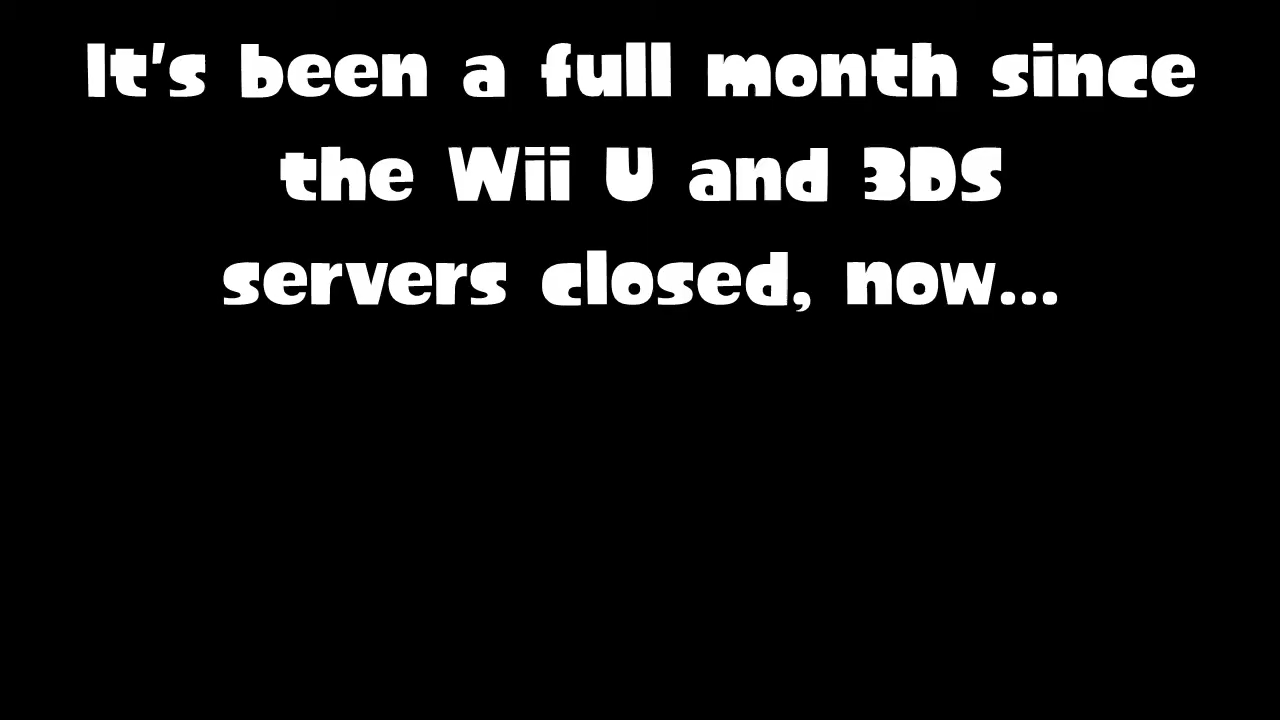 It's been a full month since
the Wii U and 3DS
servers closed, now...